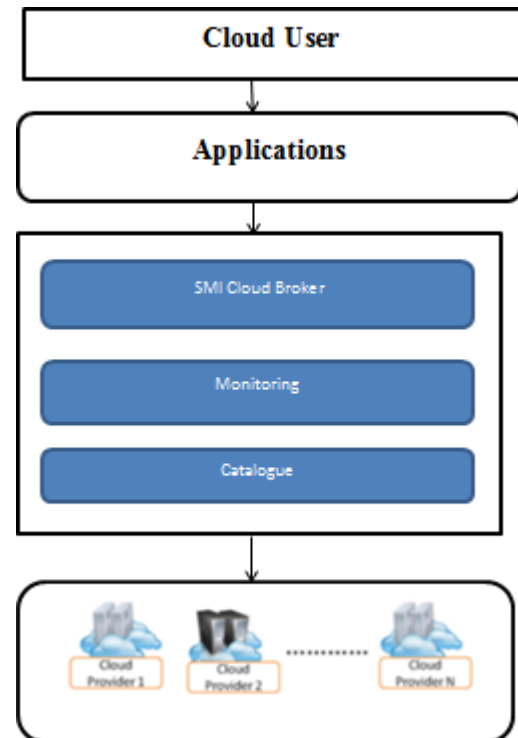 Cloud User
Applications
SMI Cloud Broker
Monitoring
Catalogue
Cloud
Provider 1
Cloud
Provider 2
............
Cloud
Provider N